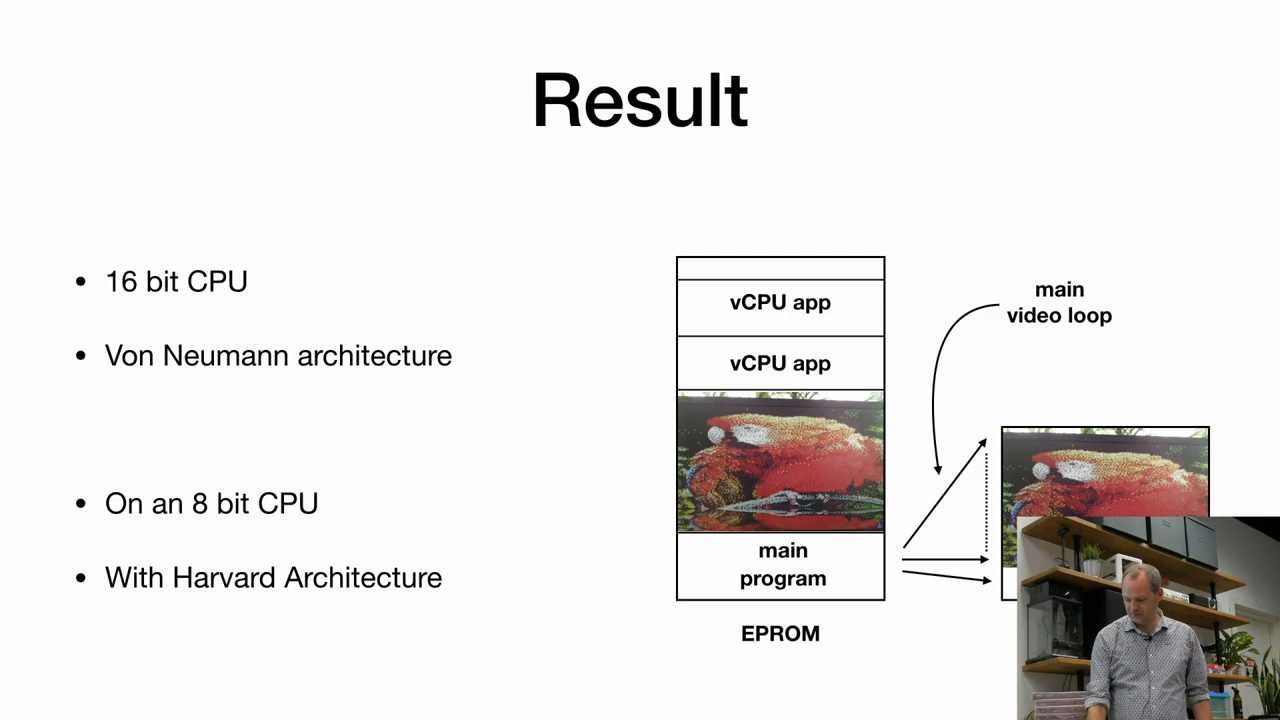 Result
• 16 bit CPU
• Von Neumann architecture
• On an 8 bit CPU
• With Harvard Architecture
vCPU app
vCPU app
main
program
EPROM
main
video loop